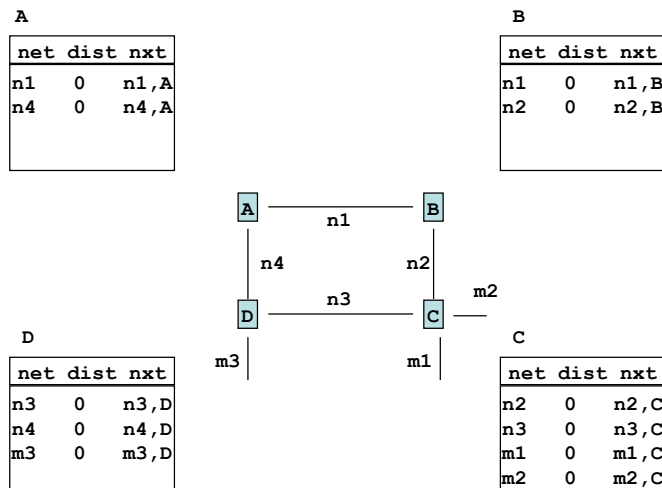 A
net dist nxt
n1 0 n1,A
n4 0 n4,A
B
net dist nxt
n1 0 n1,B
n2 0 n2,B
A
B
n1
n4
n2
n3
m2
D
C
m3
m1
D
net dist nxt
n3 0 n3,D
n4 0 n4,D
m3 0 m3,D
C
net dist nxt
n2 0 n2,C
n3 0 n3,C
m1 0 m1,C
m2 0 m2,C